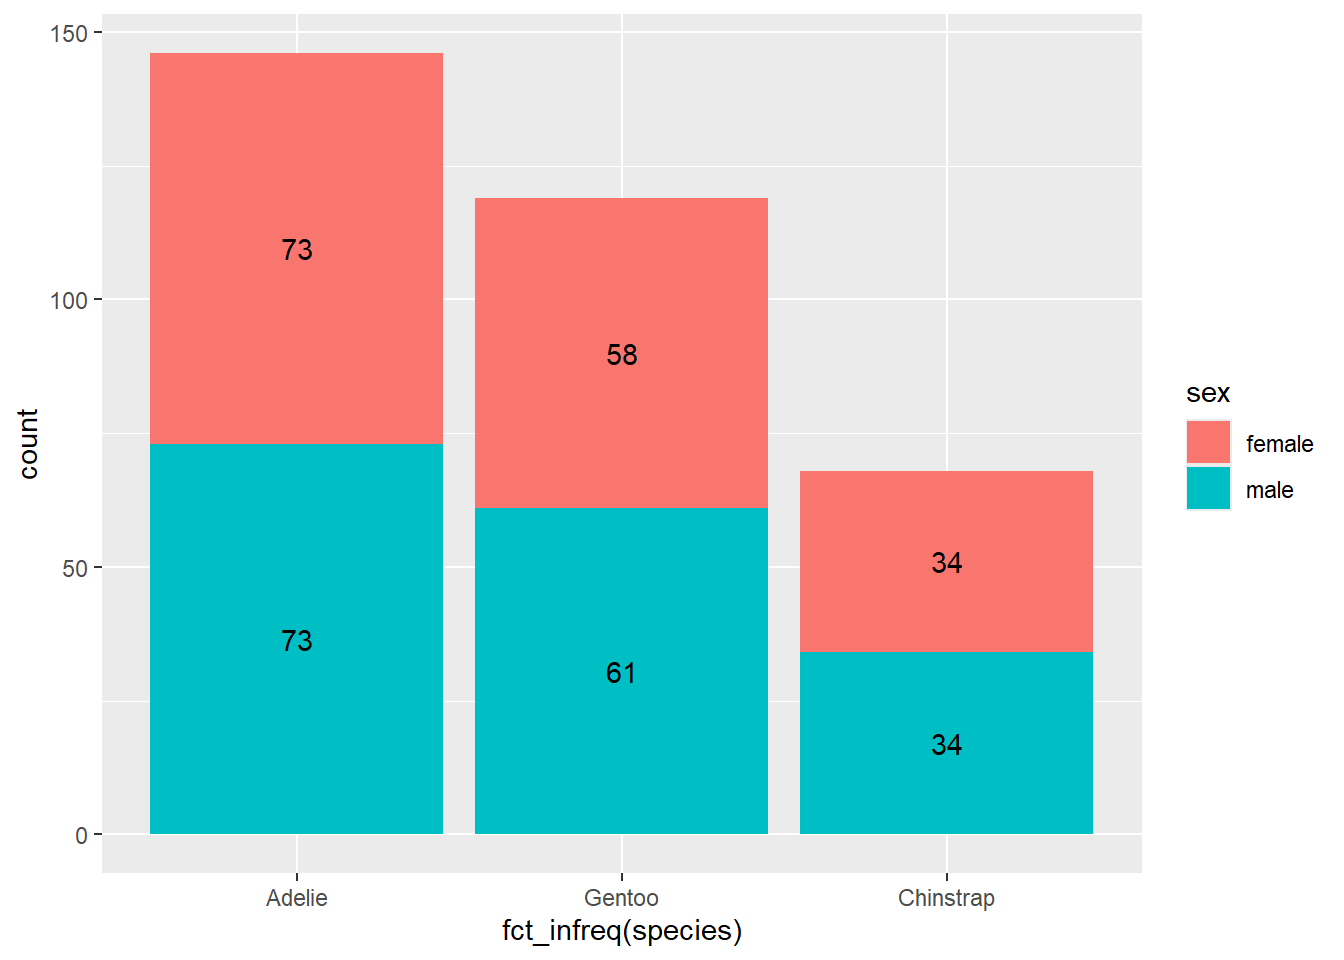 150
100
50
0
count
73
73
58
61
34
34
Adelie
Gentoo
Chinstrap
fct_infreq(species)
sex
female
male